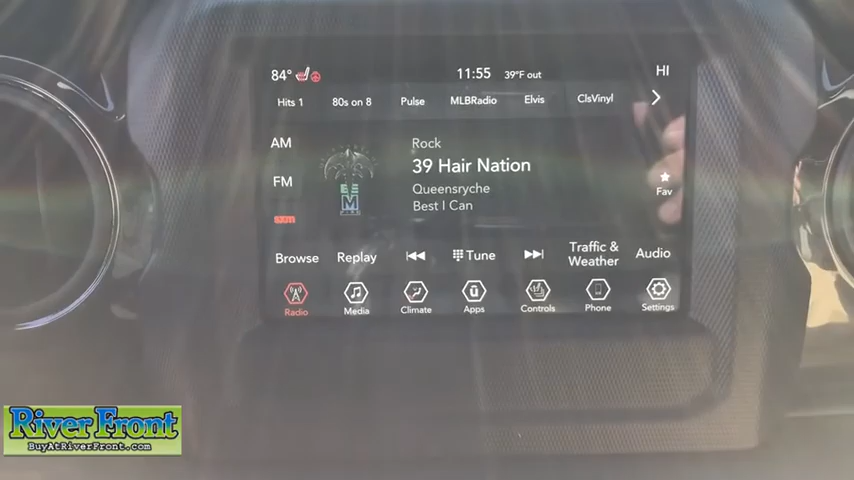 84° 11:55 39°F out HI
Hits 1 80s on 8 Pulse MLBRadio Elvis ClsVinyl
AM
FM
sxm
Rock
39 Hair Nation
Queensryche
Best I Can
Fav
Browse Replay Tune Traffic & Weather Audio
Radio Media Climate Apps Controls Phone Settings
River Front
BuyAtRiverFront.com